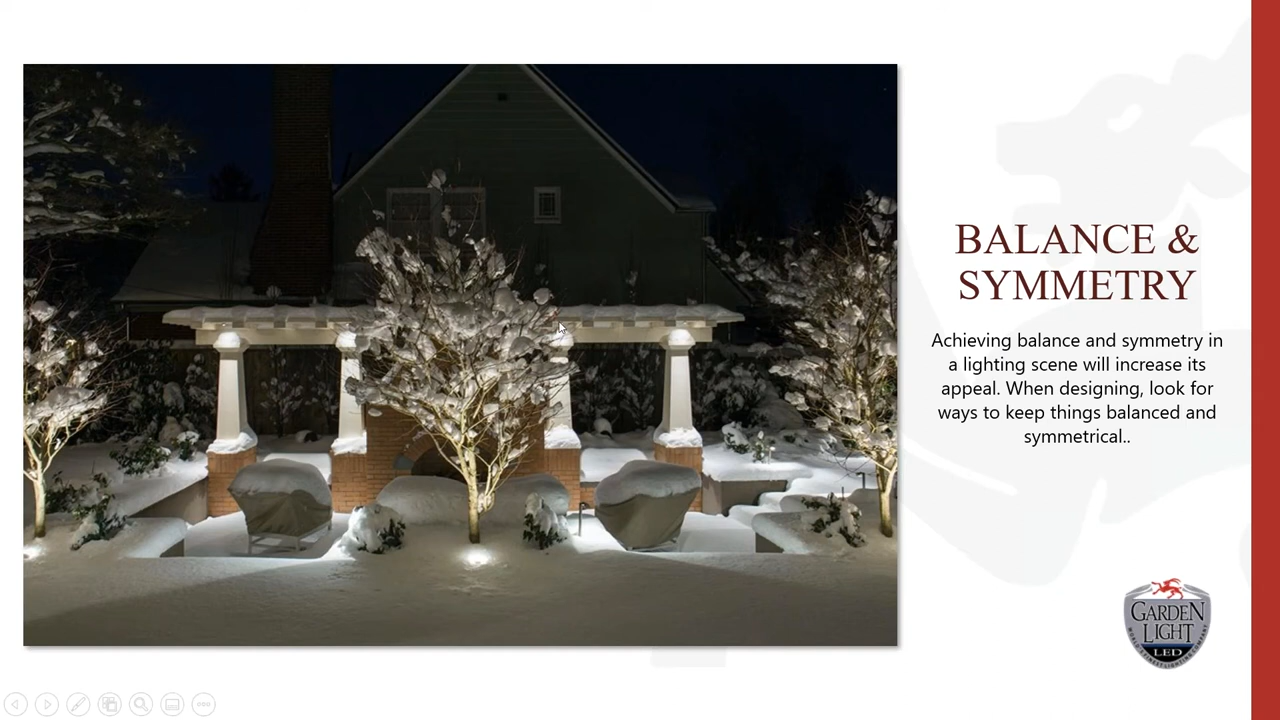 BALANCE &
SYMMETRY
Achieving balance and symmetry in
a lighting scene will increase its
appeal. When designing, look for
ways to keep things balanced and
symmetrical..
GARDEN
LIGHT
LED